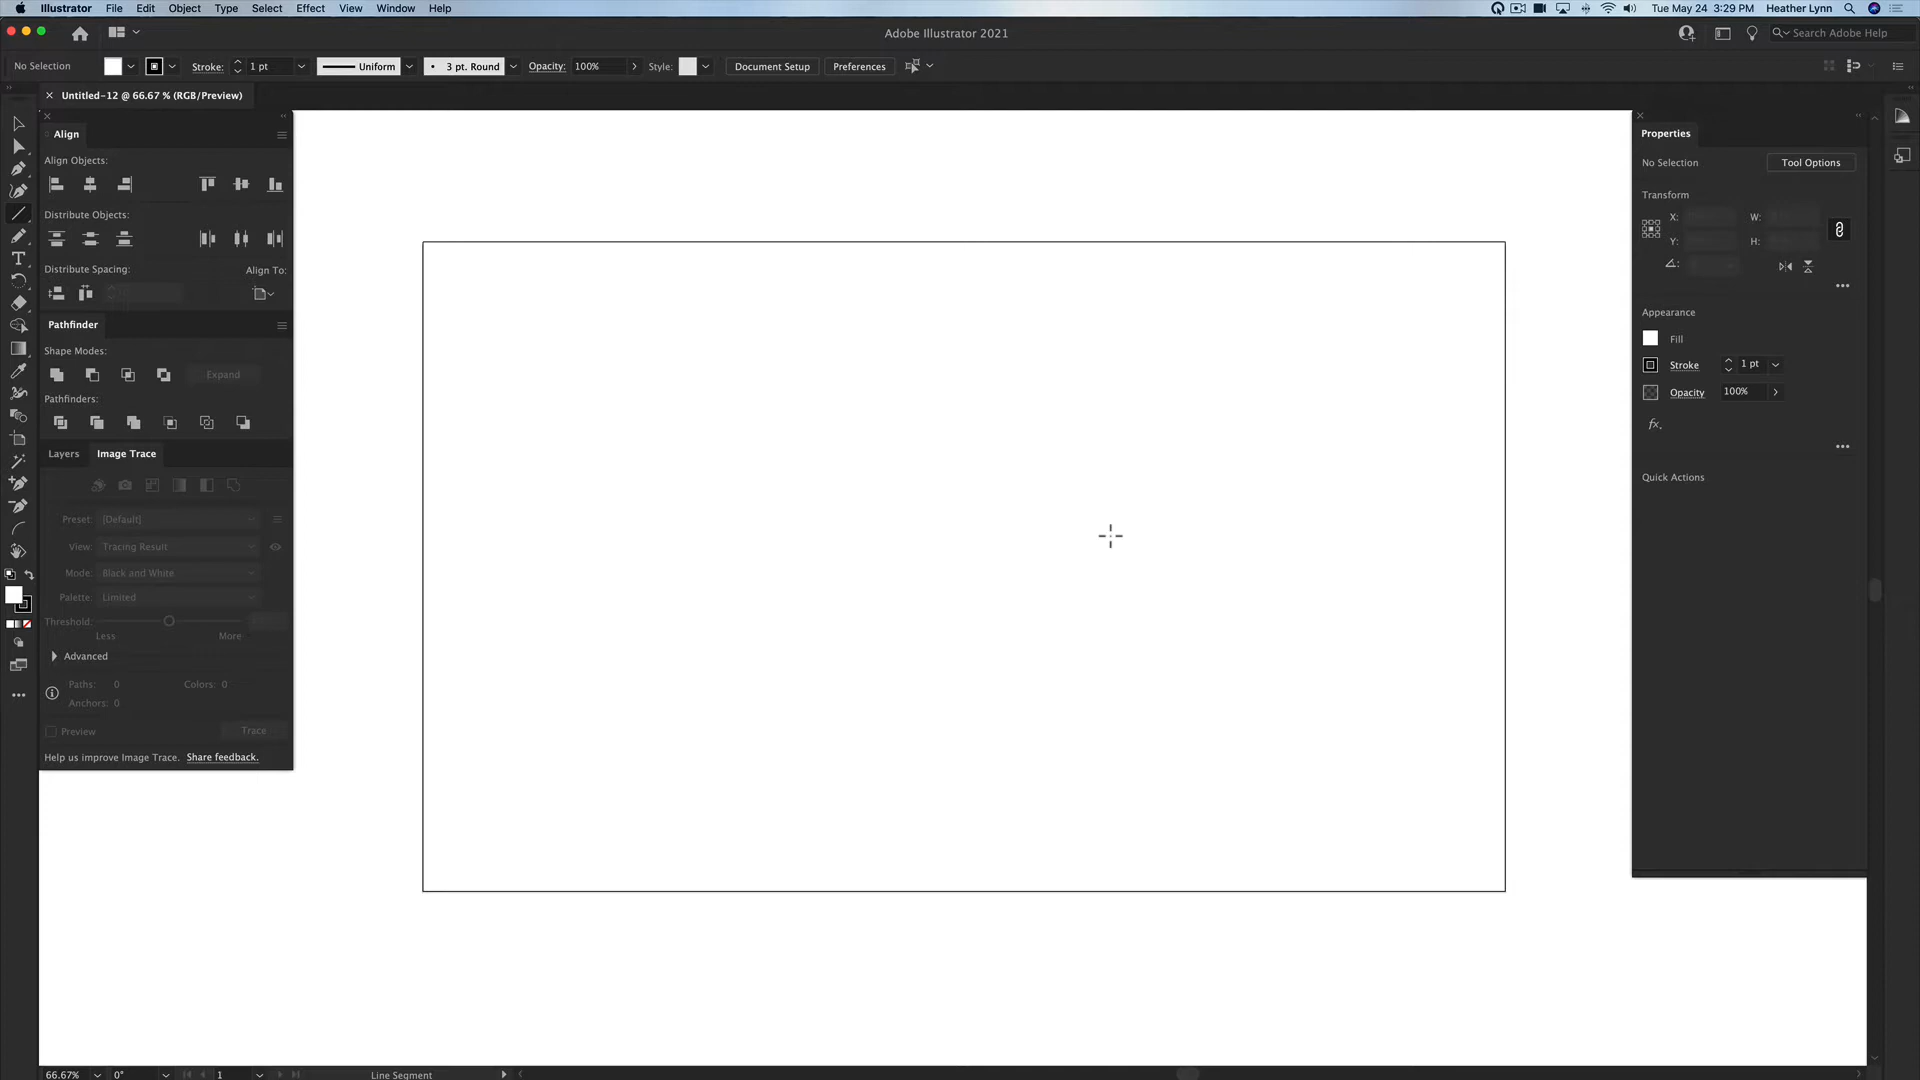 Illustrator File Edit Object Type Select Effect View Window Help
Tue May 24 3:29 PM Heather Lynn
Adobe Illustrator 2021
Search Adobe Help
No Selection
Stroke: 1 pt
Uniform
3 pt. Round
Opacity: 100%
Style:
Document Setup
Preferences
Untitled-12 @ 66.67 % (RGB/Preview)
Align
Align Objects:
Distribute Objects:
Distribute Spacing:
Align To:
Pathfinder
Shape Modes:
Expand
Pathfinders:
Layers Image Trace
Preset: [Default]
View: Tracing Result
Mode: Black and White
Palette: Limited
Threshold:
Less More
Advanced
Paths: 0 Colors: 0
Anchors: 0
Preview Trace
Help us improve Image Trace. Share feedback.
Properties
No Selection Tool Options
Transform
X: W:
Y: H:
Appearance
Fill
Stroke 1 pt
Opacity 100%
fx.
Quick Actions
66.67% 0° 1 Line Segment